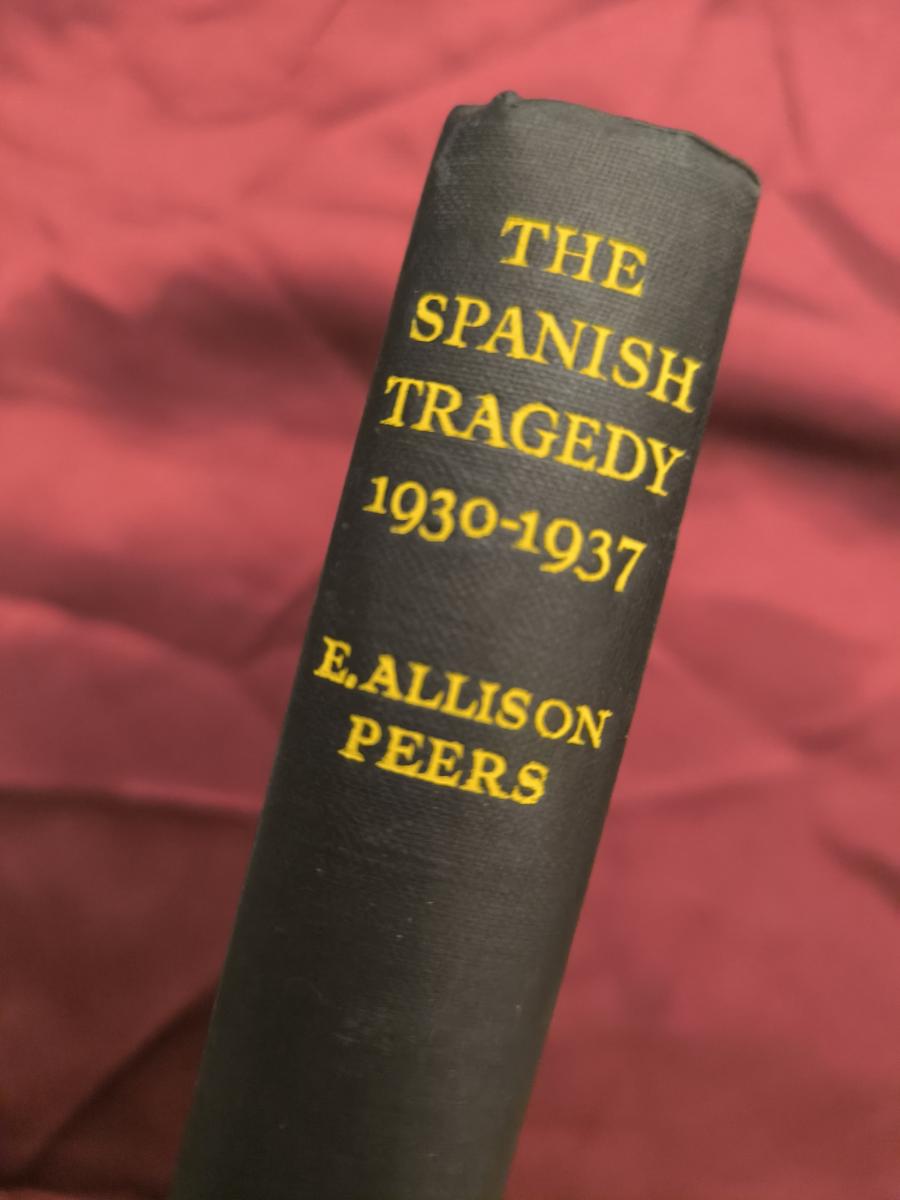 THE
SPANISH
TRAGEDY
1930-1937
E. ALLISON
PEERS